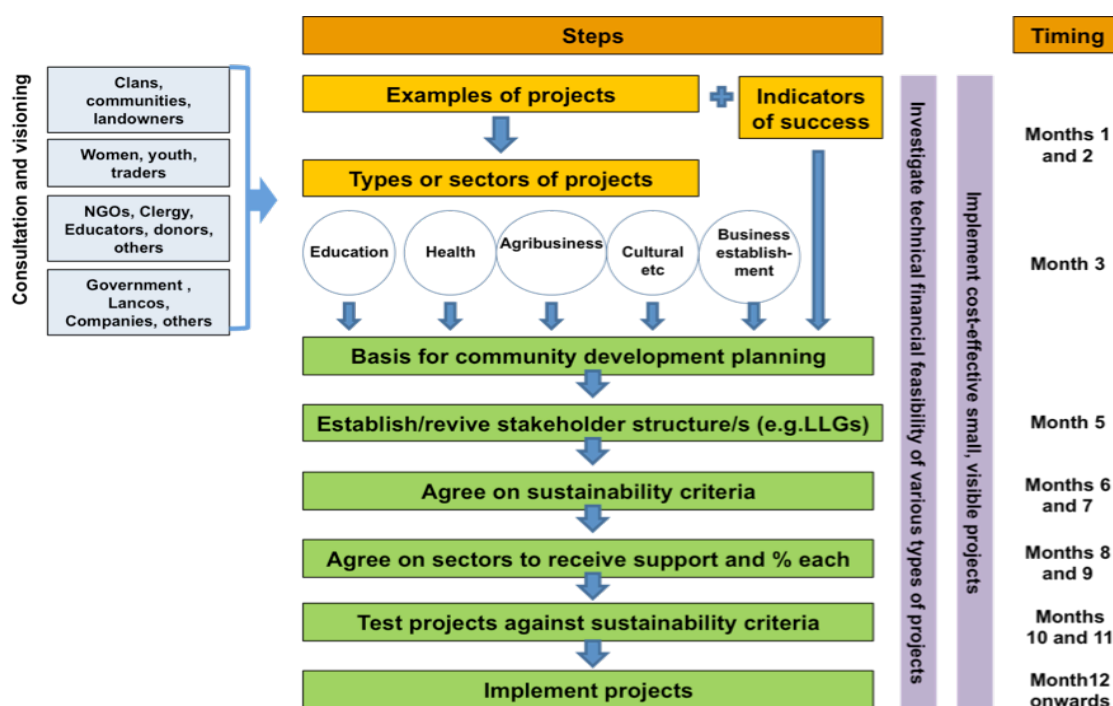 Steps
Timing
Consultation and visioning
Clans,
communities,
landowners
Women, youth,
traders
NGOs, Clergy,
Educators, donors,
others
Government ,
Lancos,
Companies, others
Examples of projects
Indicators
of success
Types or sectors of projects
Education
Health
Agribusiness
Cultural
etc
Business
establish-
ment
Basis for community development planning
Establish/revive stakeholder structure/s (e.g.LLGs)
Agree on sustainability criteria
Agree on sectors to receive support and % each
Test projects against sustainability criteria
Implement projects
Investigate technical financial feasibility of various types of projects
Implement cost-effective small, visible projects
Months 1
and 2
Month 3
Month 5
Months 6
and 7
Months 8
and 9
Months
10 and 11
Month12
onwards